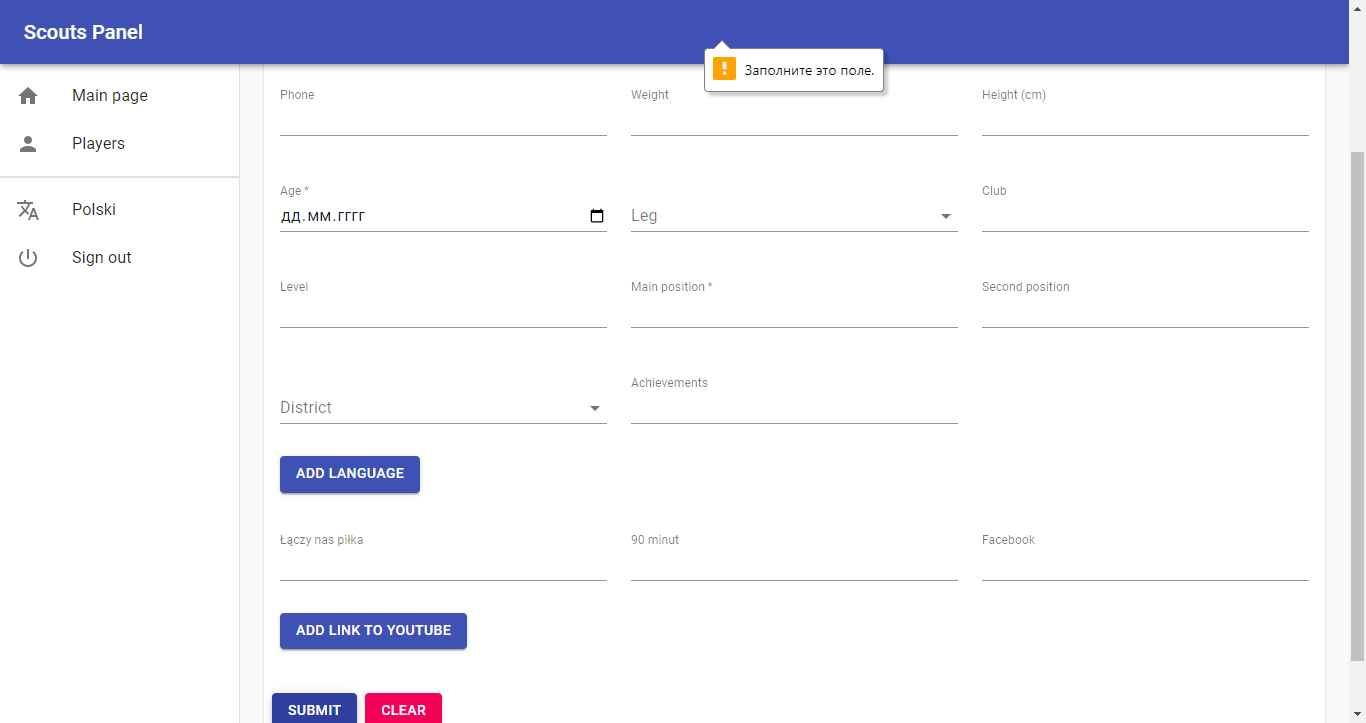 Scouts Panel
Заполните это поле.
Main page
Players
Polski
Sign out
Phone
Weight
Height (cm)
Age *
дд.мм.гггг
Leg
Club
Level
Main position *
Second position
District
Achievements
ADD LANGUAGE
Łączy nas piłka
90 minut
Facebook
ADD LINK TO YOUTUBE
SUBMIT
CLEAR